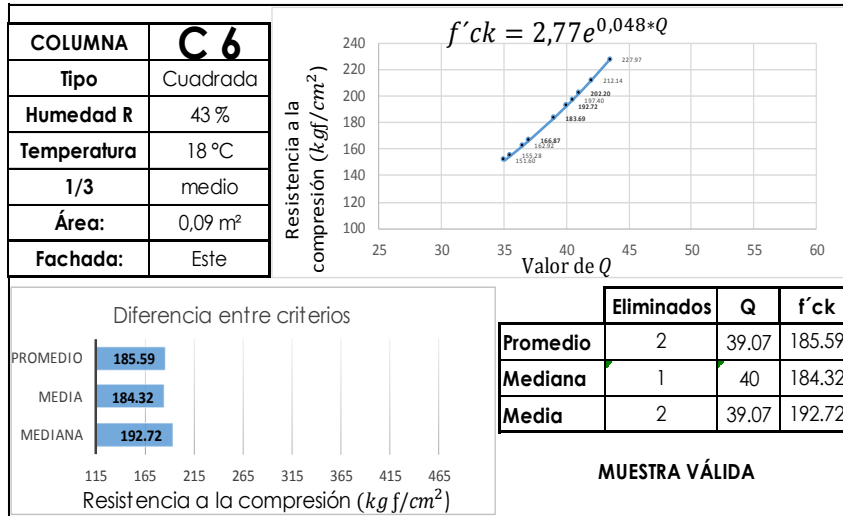 COLUMNA C 6
Tipo Cuadrada
Humedad R 43 %
Temperatura 18 °C
1/3 medio
Área: 0,09 m²
Fachada: Este
f´ck = 2,77e^0,048*Q
Resistencia a la
compresión (kgf/cm²)
240
220
200
180
160
140
120
100
227.97
212.14
202.20
197.40
192.72
183.69
166.87
162.92
155.28
151.60
25 30 35 40 45 50 55 60
Valor de Q
Diferencia entre criterios
PROMEDIO 185.59
MEDIA 184.32
MEDIANA 192.72
115 165 215 265 315 365 415 465
Resistencia a la compresión (kg f/cm²)
Eliminados Q f´ck
Promedio 2 39.07 185.59
Mediana 1 40 184.32
Media 2 39.07 192.72
MUESTRA VÁLIDA